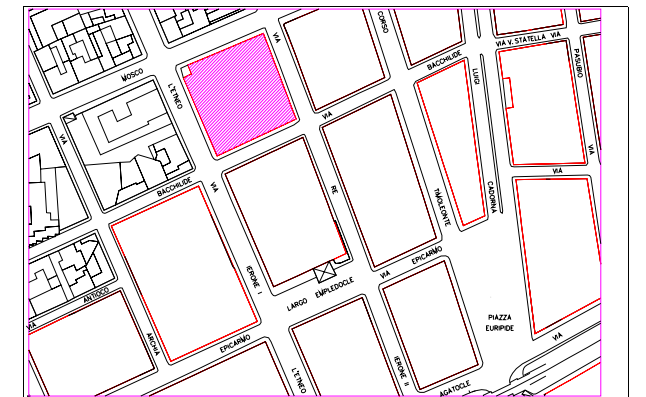 CORSO
VIA
VIA V. STATELLA VIA
BACCHILIDE
PASUBIO
MOSCO
LUIGI
L'ETNEO
VIA
VIA
VIA
VIA
BACCHILIDE
VIA
RE
TIMOLEONTE
CADORNA
EPICARMO
IERONE I
VIA
ANTIOCO
LARGO EMPLEDOCLE
VIA
PIAZZA
EURIPIDE
ARCHIA
EPICARMO
VIA
L'ETNEO
IERONE II
AGATOCLE